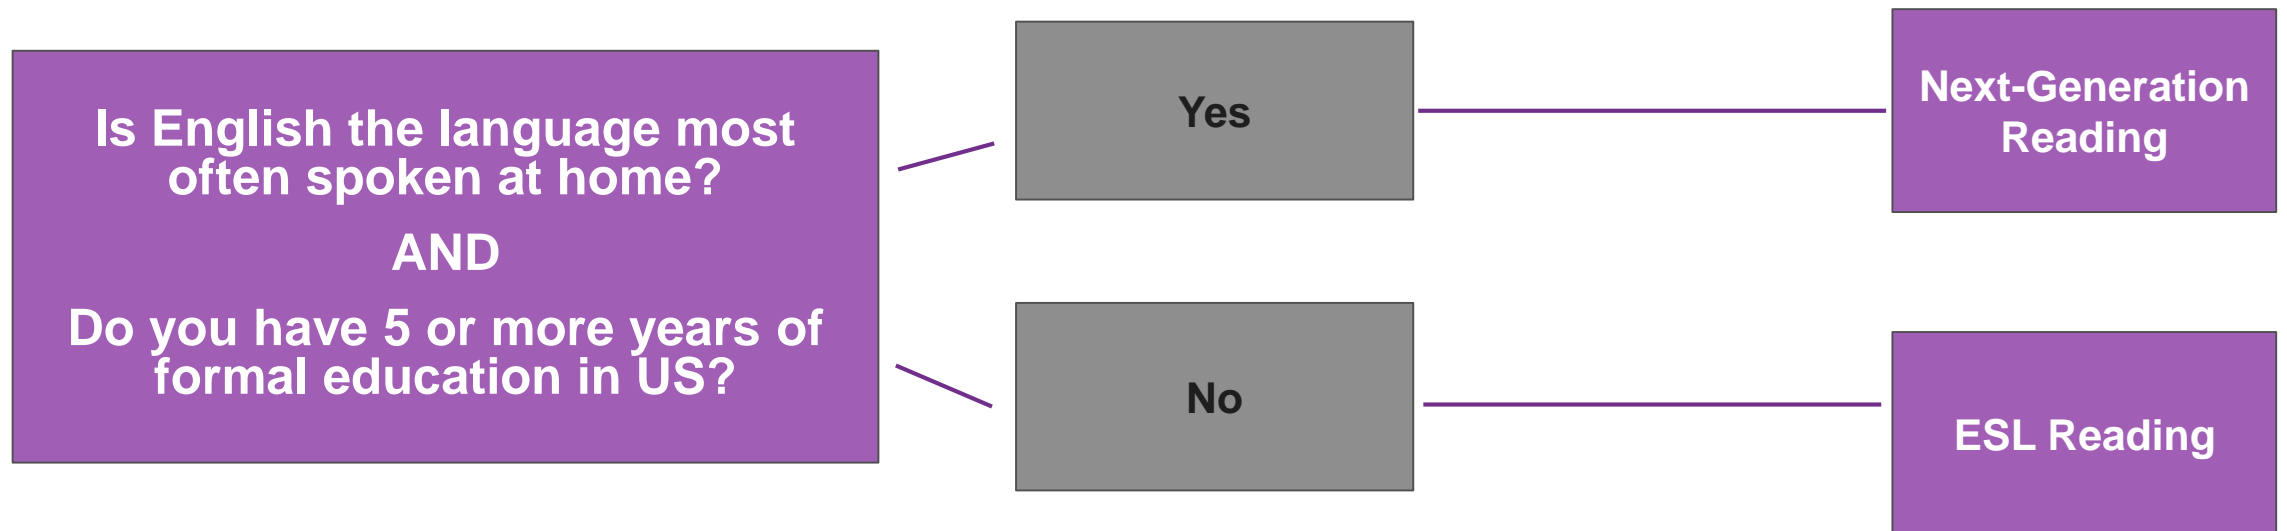 Is English the language most
often spoken at home?
AND
Do you have 5 or more years of
formal education in US?
Yes
Next-Generation
Reading
No
ESL Reading